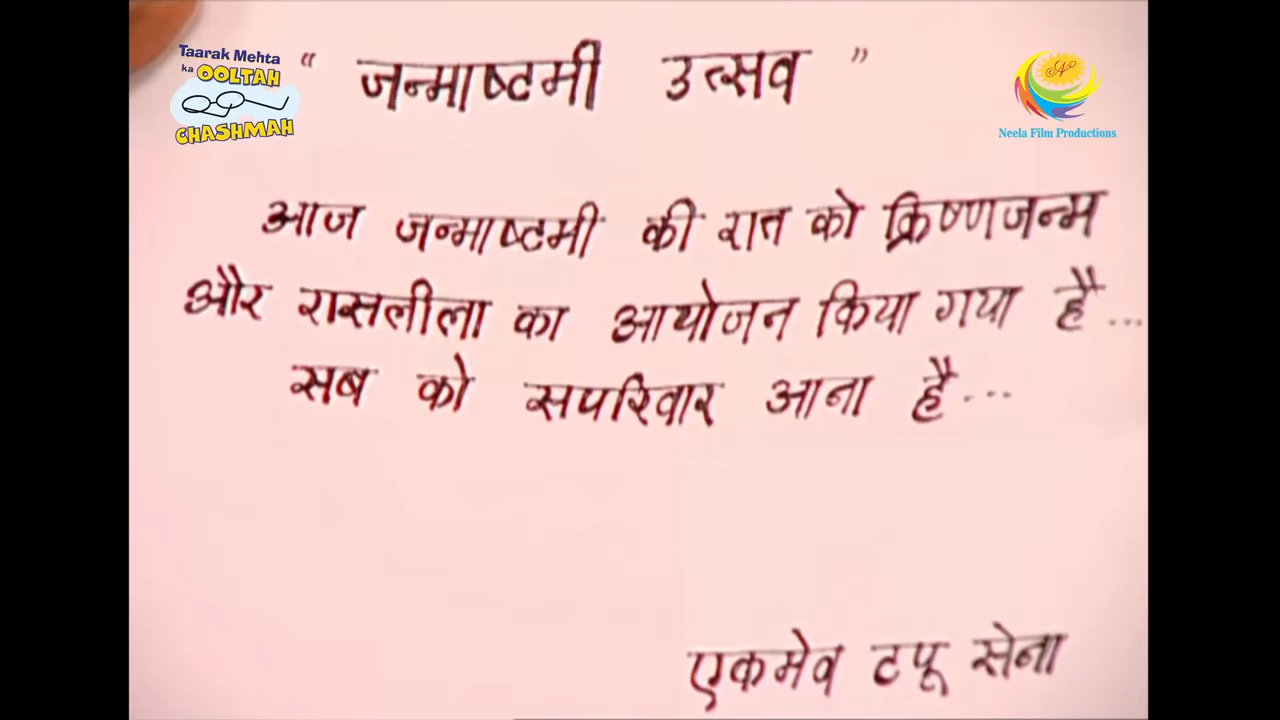 Taarak Mehta
ka OOLTAH
CHASHMAH
Neela Film Productions
“ जन्माष्टमी उत्सव ”
आज जन्माष्टमी की रात को क्रिष्णजन्म
और रासलीला का आयोजन किया गया है...
सब को सपरिवार आना है...
एकमेव टपू सेना